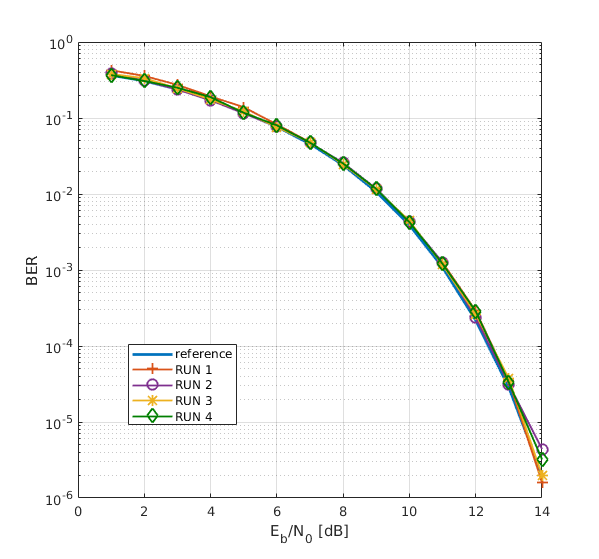 10^0
10^-1
10^-2
10^-3
10^-4
10^-5
10^-6
BER
reference
RUN 1
RUN 2
RUN 3
RUN 4
0 2 4 6 8 10 12 14
E_b/N_0 [dB]